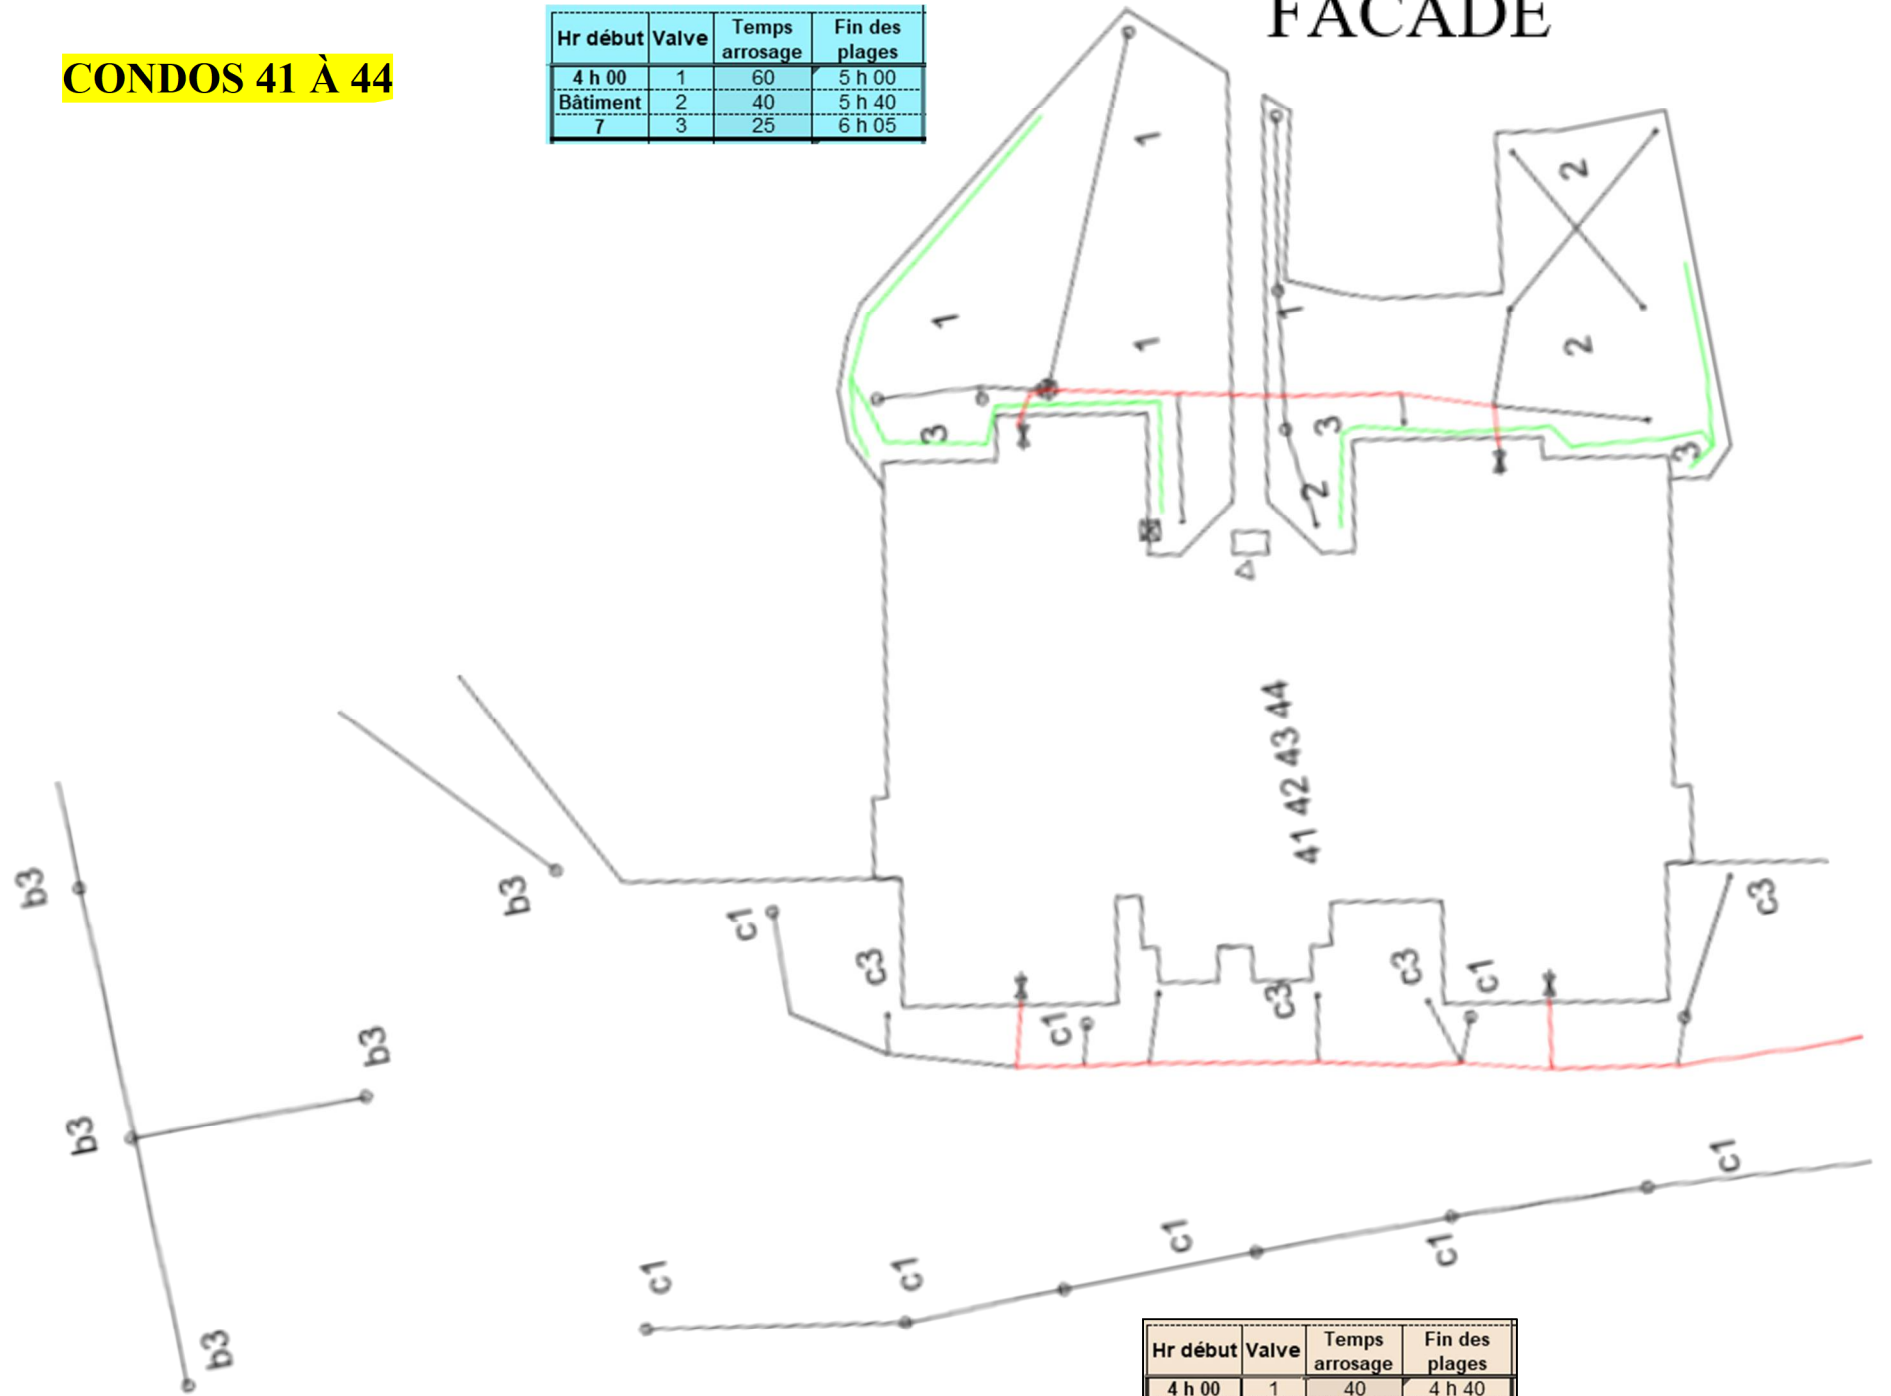 FACADE
CONDOS 41 À 44
Hr début Valve Temps arrosage Fin des plages
4 h 00 1 60 5 h 00
Bâtiment 2 40 5 h 40
7 3 25 6 h 05
1
2
1
1
1
2
3
3
3
2
41 42 43 44
b3
b3
c1
c3
c3
c3
c1
c3
c1
b3
b3
c1
c1
c1
c1
c1
b3
Hr début Valve Temps arrosage Fin des plages
4 h 00 1 40 4 h 40